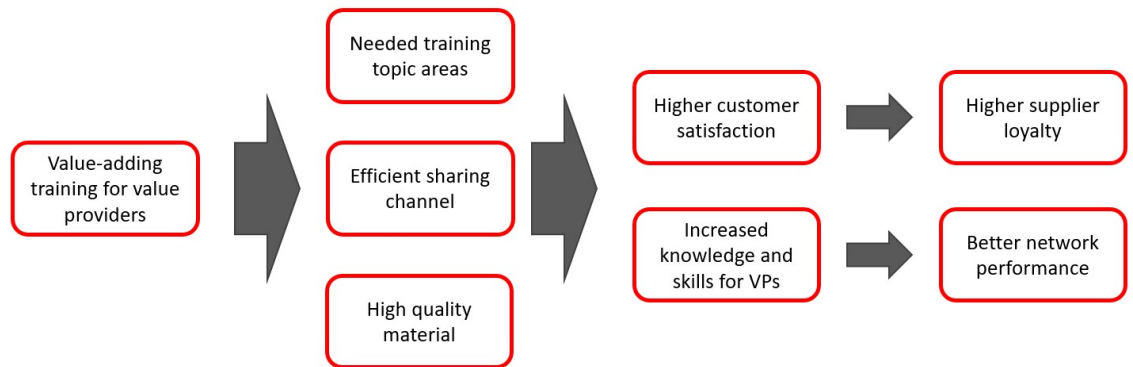 Value-adding
training for value
providers
Needed training
topic areas
Efficient sharing
channel
High quality
material
Higher customer
satisfaction
Higher supplier
loyalty
Increased
knowledge and
skills for VPs
Better network
performance